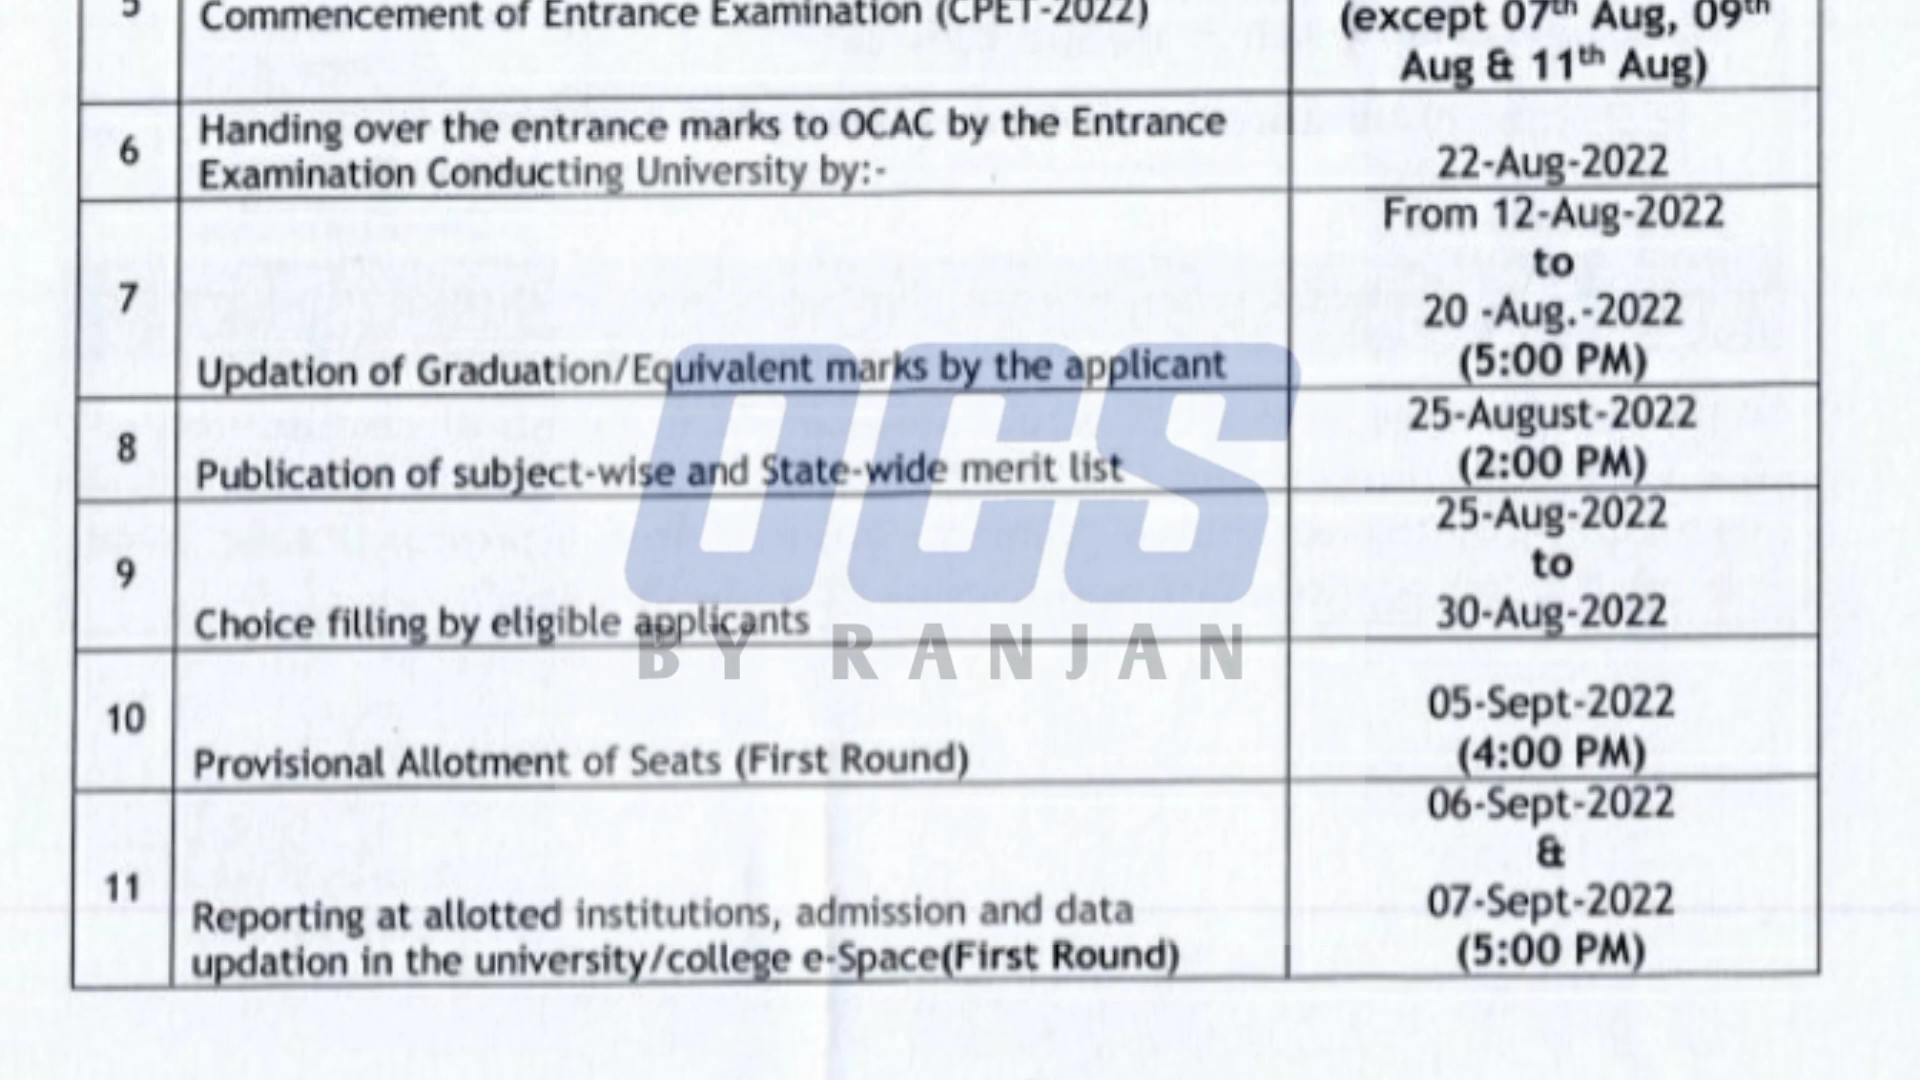 5
Commencement of Entrance Examination (CPET-2022)
(except 07th Aug, 09th
Aug & 11th Aug)
6
Handing over the entrance marks to OCAC by the Entrance
Examination Conducting University by:-
22-Aug-2022
7
Updation of Graduation/Equivalent marks by the applicant
From 12-Aug-2022
to
20 -Aug.-2022
(5:00 PM)
8
Publication of subject-wise and State-wide merit list
25-August-2022
(2:00 PM)
9
Choice filling by eligible applicants
25-Aug-2022
to
30-Aug-2022
10
Provisional Allotment of Seats (First Round)
05-Sept-2022
(4:00 PM)
11
Reporting at allotted institutions, admission and data
updation in the university/college e-Space(First Round)
06-Sept-2022
&
07-Sept-2022
(5:00 PM)
OCS
BY RANJAN